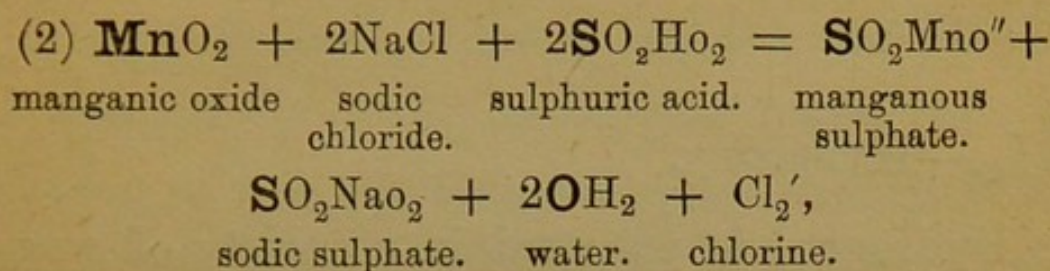 (2) MnO₂ + 2NaCl + 2SO₂Ho₂ = SO₂Mno″ +
manganic oxide sodic sulphuric acid. manganous
chloride. sulphate.
SO₂Nao₂ + 2OH₂ + Cl₂′,
sodic sulphate. water. chlorine.